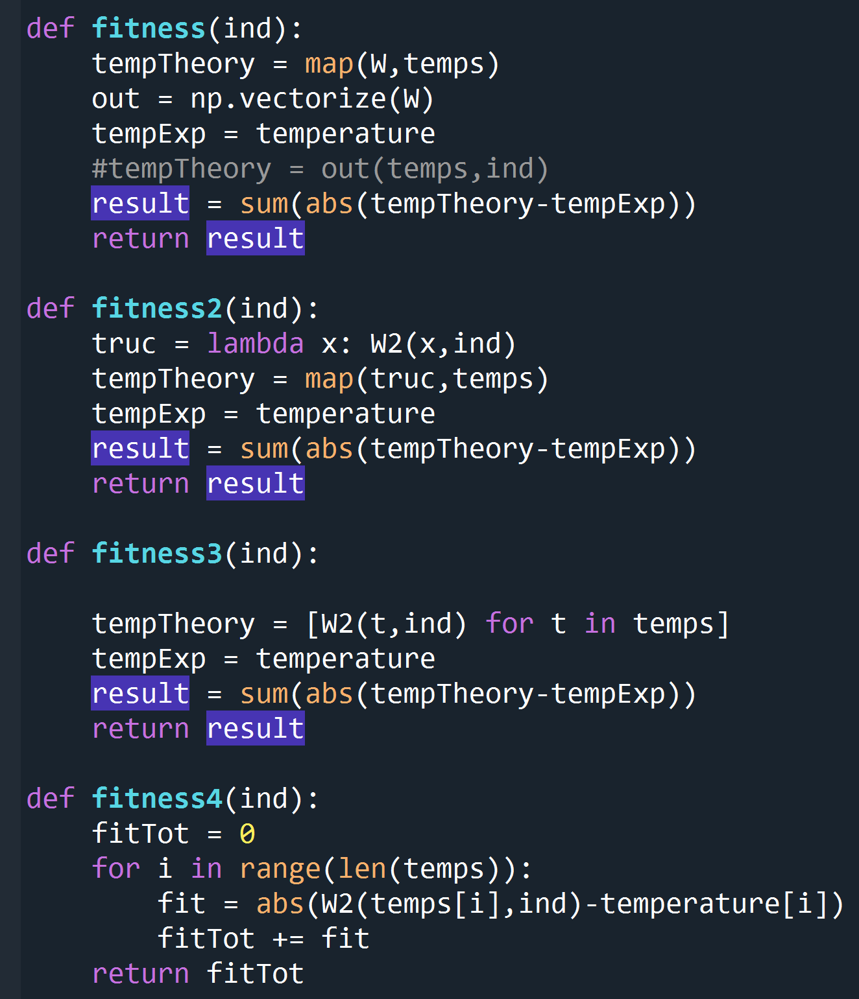 def fitness(ind):
    tempTheory = map(W,temps)
    out = np.vectorize(W)
    tempExp = temperature
    #tempTheory = out(temps,ind)
    result = sum(abs(tempTheory-tempExp))
    return result

def fitness2(ind):
    truc = lambda x: W2(x,ind)
    tempTheory = map(truc,temps)
    tempExp = temperature
    result = sum(abs(tempTheory-tempExp))
    return result

def fitness3(ind):

    tempTheory = [W2(t,ind) for t in temps]
    tempExp = temperature
    result = sum(abs(tempTheory-tempExp))
    return result

def fitness4(ind):
    fitTot = 0
    for i in range(len(temps)):
        fit = abs(W2(temps[i],ind)-temperature[i])
        fitTot += fit
    return fitTot